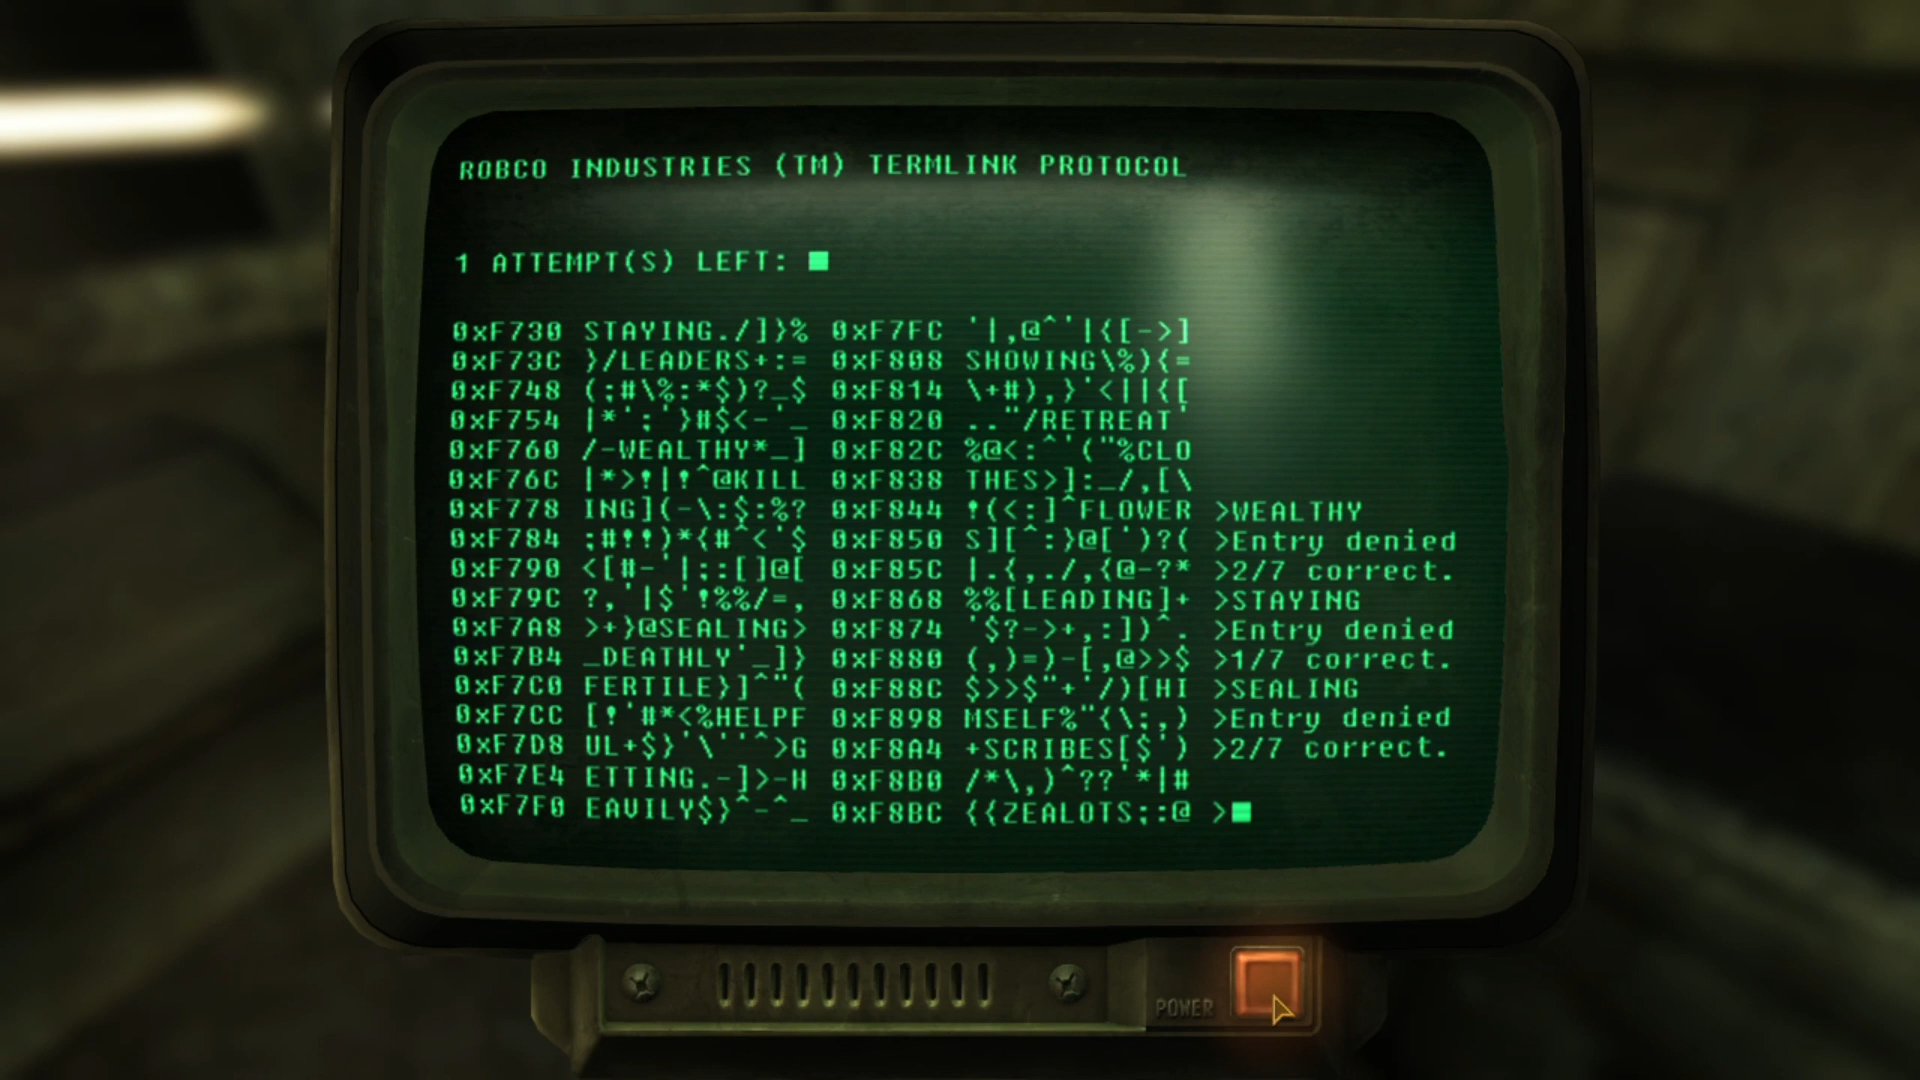 ROBCO INDUSTRIES (TM) TERMLINK PROTOCOL
1 ATTEMPT(S) LEFT: ■
0xF730 STAYING./]}% 0xF7FC '|,@^'|{[->]
0xF73C }/LEADERS+:= 0xF808 SHOWING\%){=
0xF748 (;#\%:*$)?_$ 0xF814 \+#),}'<||{[
0xF754 |*';'}#$<-'_ 0xF820 .."/RETREAT'
0xF760 /-WEALTHY*_] 0xF82C %@<:^'("%CLO
0xF76C |*>!|!^@KILL 0xF838 THES>]:_/,[\
0xF778 ING](-\:$:%? 0xF844 !(<:]^FLOWER >WEALTHY
0xF784 ;#!!)*{#^<'$ 0xF850 S][^:}@[')?( >Entry denied
0xF790 <[#-'|;:[]@[ 0xF85C |.{,./,{@-?* >2/7 correct.
0xF79C ?,'|$'!%%/=, 0xF868 %%[LEADING]+ >STAYING
0xF7A8 >+}@SEALING> 0xF874 '$?->+,:])^. >Entry denied
0xF7B4 _DEATHLY'_]} 0xF880 (,)=)-[,@>>$ >1/7 correct.
0xF7C0 FERTILE}]^"( 0xF88C $>>$"+'/)[HI >SEALING
0xF7CC [!'#*<%HELPF 0xF898 MSELF%"{\;,) >Entry denied
0xF7D8 UL+$}'\''^>G 0xF8A4 +SCRIBES[$') >2/7 correct.
0xF7E4 ETTING.-]>-H 0xF8B0 /*\,)^??'*|#
0xF7F0 EAVILY$}^-^_ 0xF8BC {{ZEALOTS;:@ >■
POWER